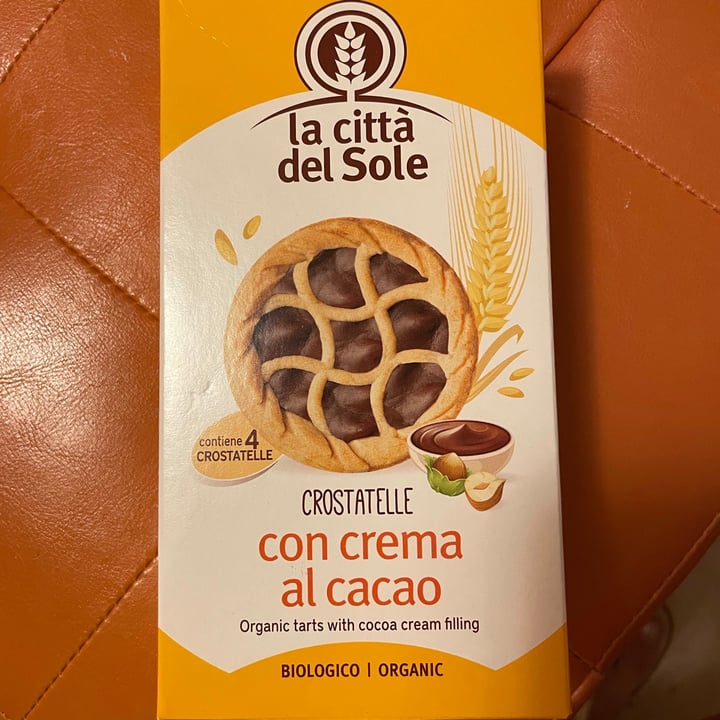 la città
del Sole
contiene 4
CROSTATELLE
CROSTATELLE
con crema
al cacao
Organic tarts with cocoa cream filling
BIOLOGICO | ORGANIC